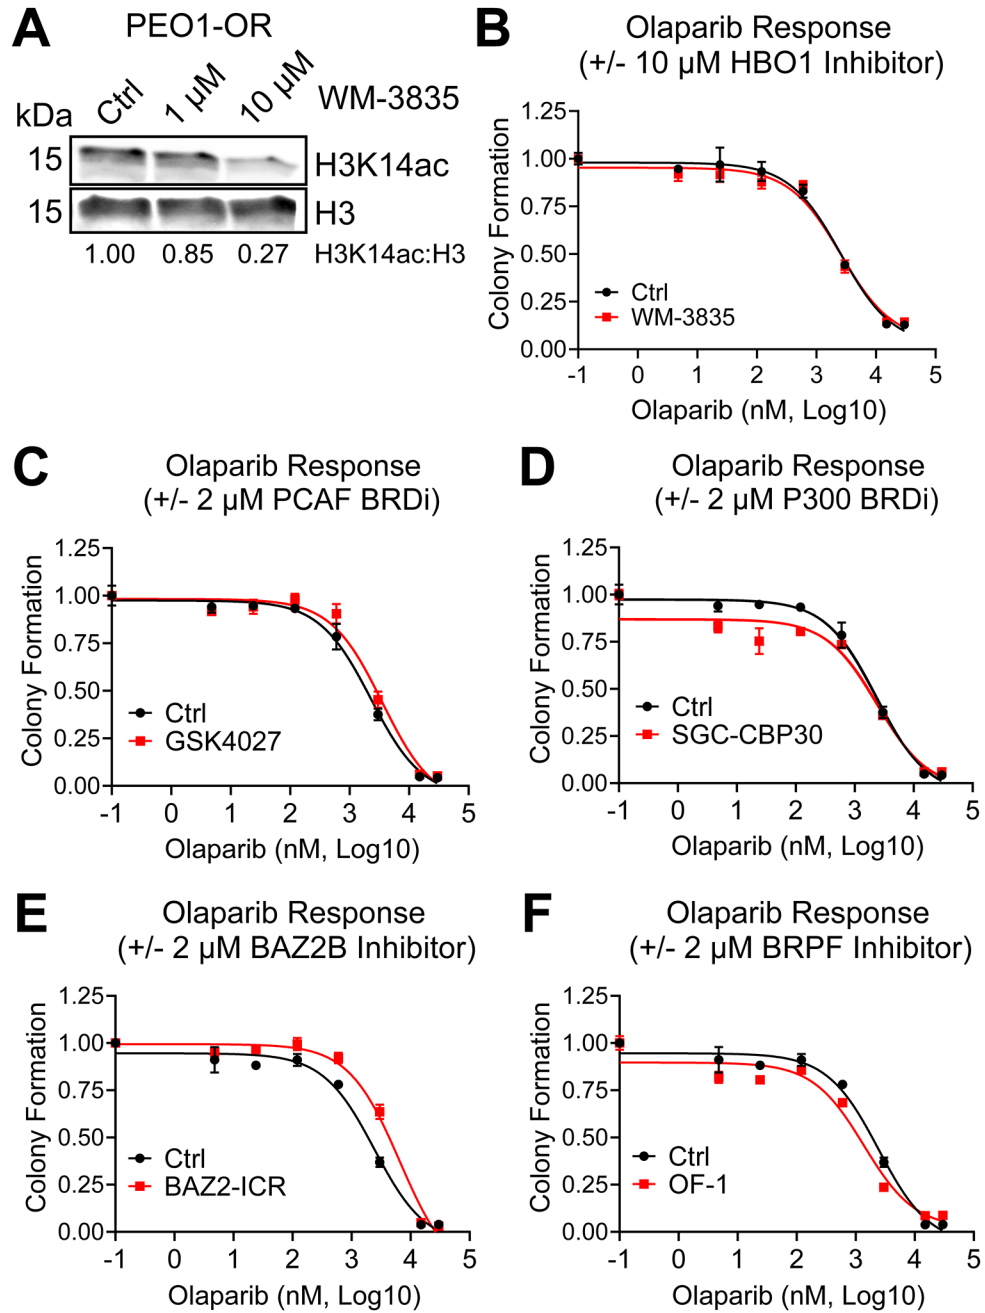 A
PEO1-OR
kDa
Ctrl
1 µM
10 µM
WM-3835
15
H3K14ac
15
H3
1.00 0.85 0.27 H3K14ac:H3
B
Olaparib Response
(+/- 10 µM HBO1 Inhibitor)
Colony Formation
1.25
1.00
0.75
0.50
0.25
0.00
Ctrl
WM-3835
-1 0 1 2 3 4 5
Olaparib (nM, Log10)
C
Olaparib Response
(+/- 2 µM PCAF BRDi)
Colony Formation
1.25
1.00
0.75
0.50
0.25
0.00
Ctrl
GSK4027
-1 0 1 2 3 4 5
Olaparib (nM, Log10)
D
Olaparib Response
(+/- 2 µM P300 BRDi)
Colony Formation
1.25
1.00
0.75
0.50
0.25
0.00
Ctrl
SGC-CBP30
-1 0 1 2 3 4 5
Olaparib (nM, Log10)
E
Olaparib Response
(+/- 2 µM BAZ2B Inhibitor)
Colony Formation
1.25
1.00
0.75
0.50
0.25
0.00
Ctrl
BAZ2-ICR
-1 0 1 2 3 4 5
Olaparib (nM, Log10)
F
Olaparib Response
(+/- 2 µM BRPF Inhibitor)
Colony Formation
1.25
1.00
0.75
0.50
0.25
0.00
Ctrl
OF-1
-1 0 1 2 3 4 5
Olaparib (nM, Log10)